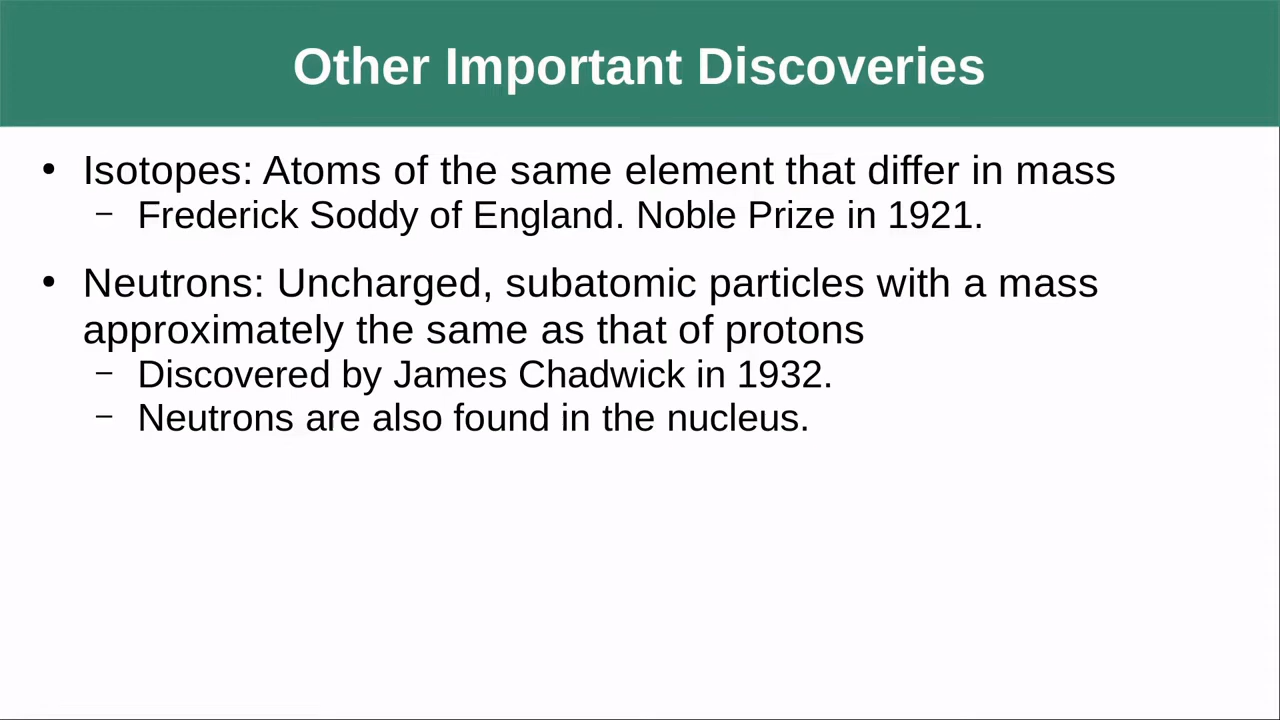 Other Important Discoveries
• Isotopes: Atoms of the same element that differ in mass
– Frederick Soddy of England. Noble Prize in 1921.
• Neutrons: Uncharged, subatomic particles with a mass
approximately the same as that of protons
– Discovered by James Chadwick in 1932.
– Neutrons are also found in the nucleus.